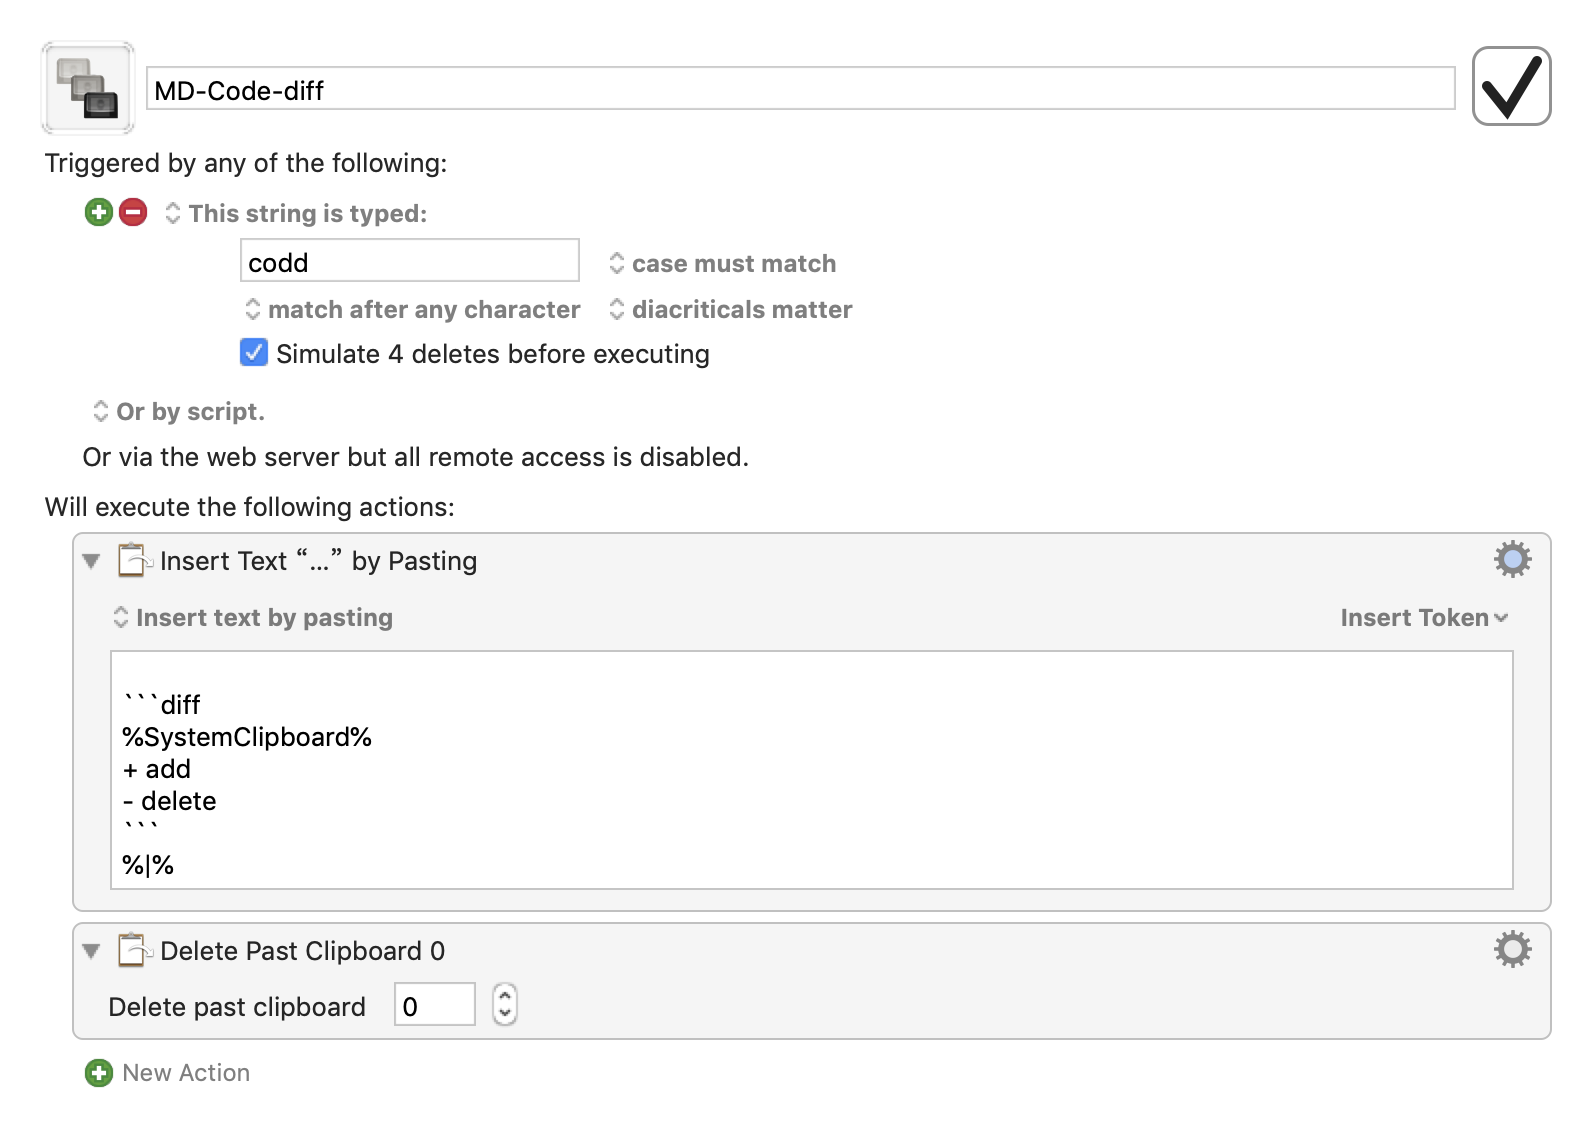 MD-Code-diff
Triggered by any of the following:
This string is typed:
codd case must match
match after any character diacriticals matter
Simulate 4 deletes before executing
Or by script.
Or via the web server but all remote access is disabled.
Will execute the following actions:
Insert Text “...” by Pasting
Insert text by pasting Insert Token
```diff
%SystemClipboard%
+ add
- delete
```
%|%
Delete Past Clipboard 0
Delete past clipboard 0
New Action